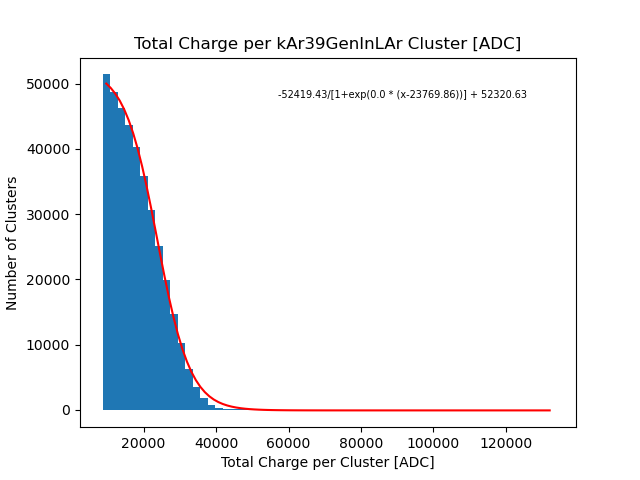 Total Charge per kAr39GenInLAr Cluster [ADC]
-52419.43/[1+exp(0.0 * (x-23769.86))] + 52320.63
50000
40000
30000
20000
10000
0
Number of Clusters
20000 40000 60000 80000 100000 120000
Total Charge per Cluster [ADC]